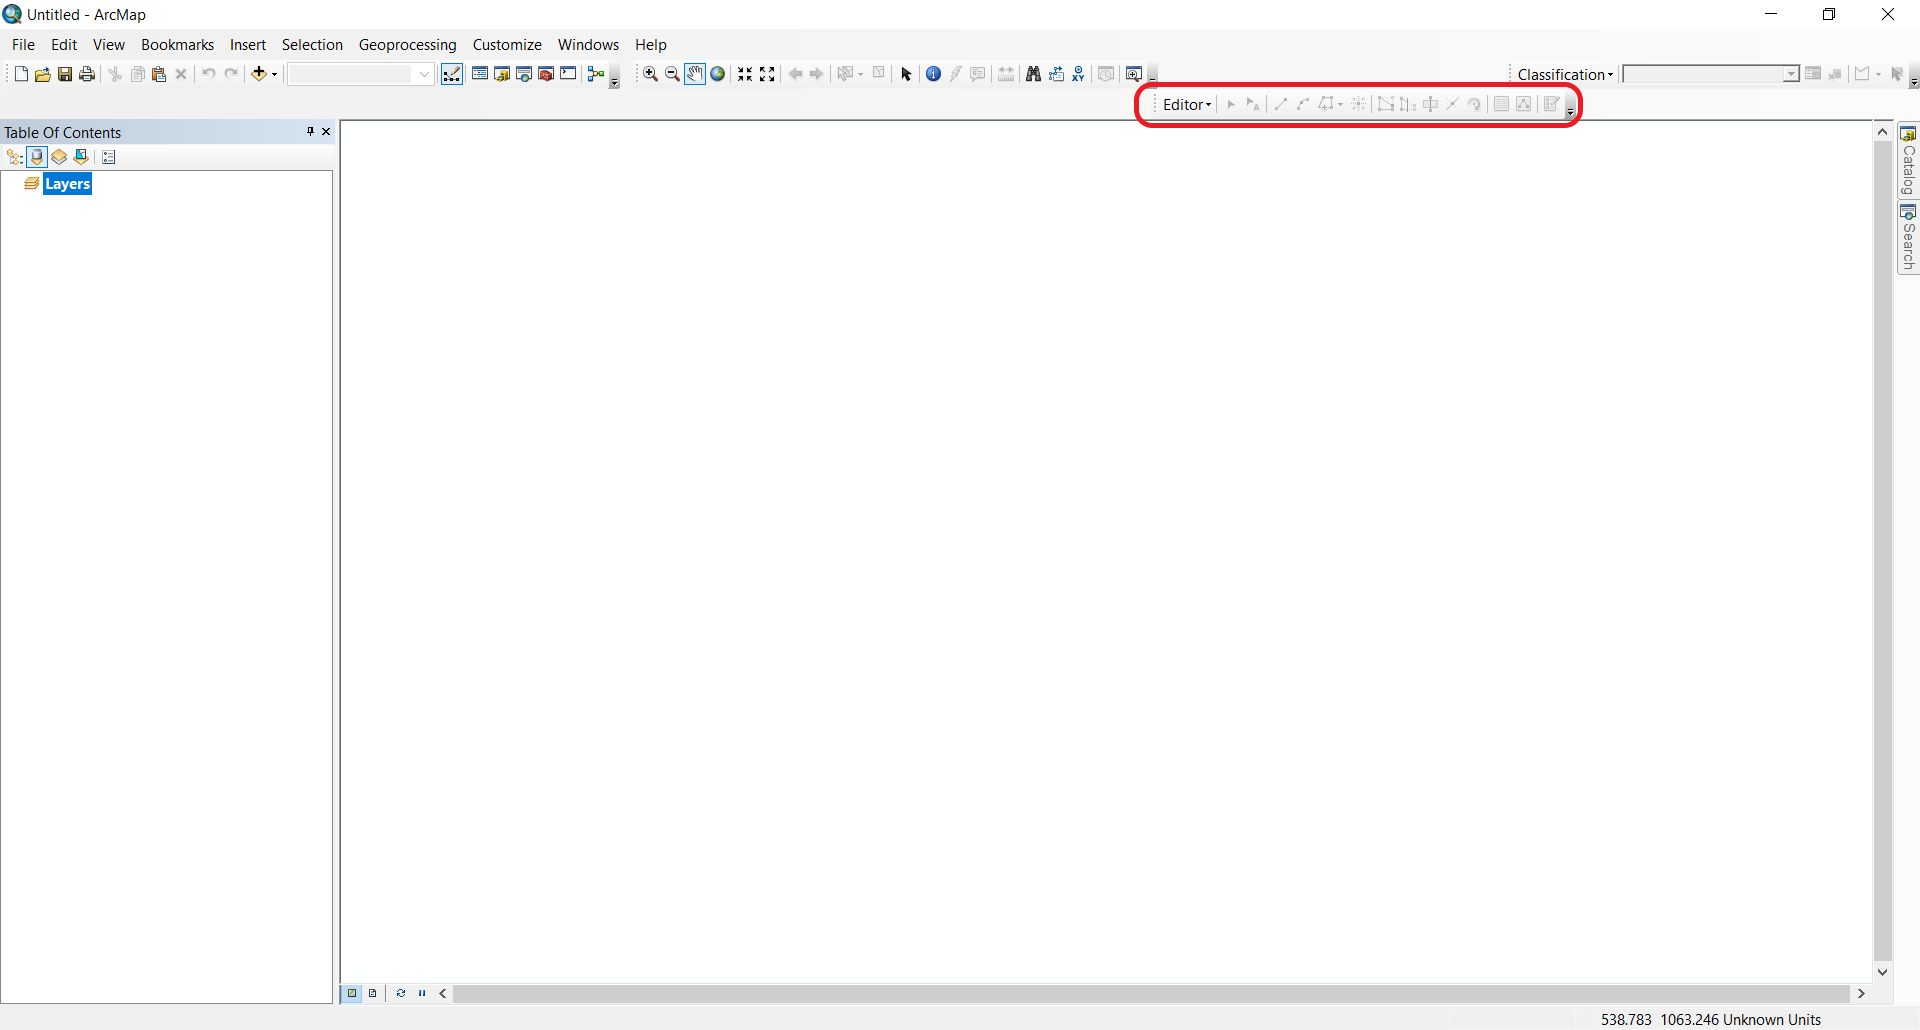 Untitled - ArcMap
File Edit View Bookmarks Insert Selection Geoprocessing Customize Windows Help
Classification
Editor
Table Of Contents
Layers
Catalog
Search
538.783 1063.246 Unknown Units